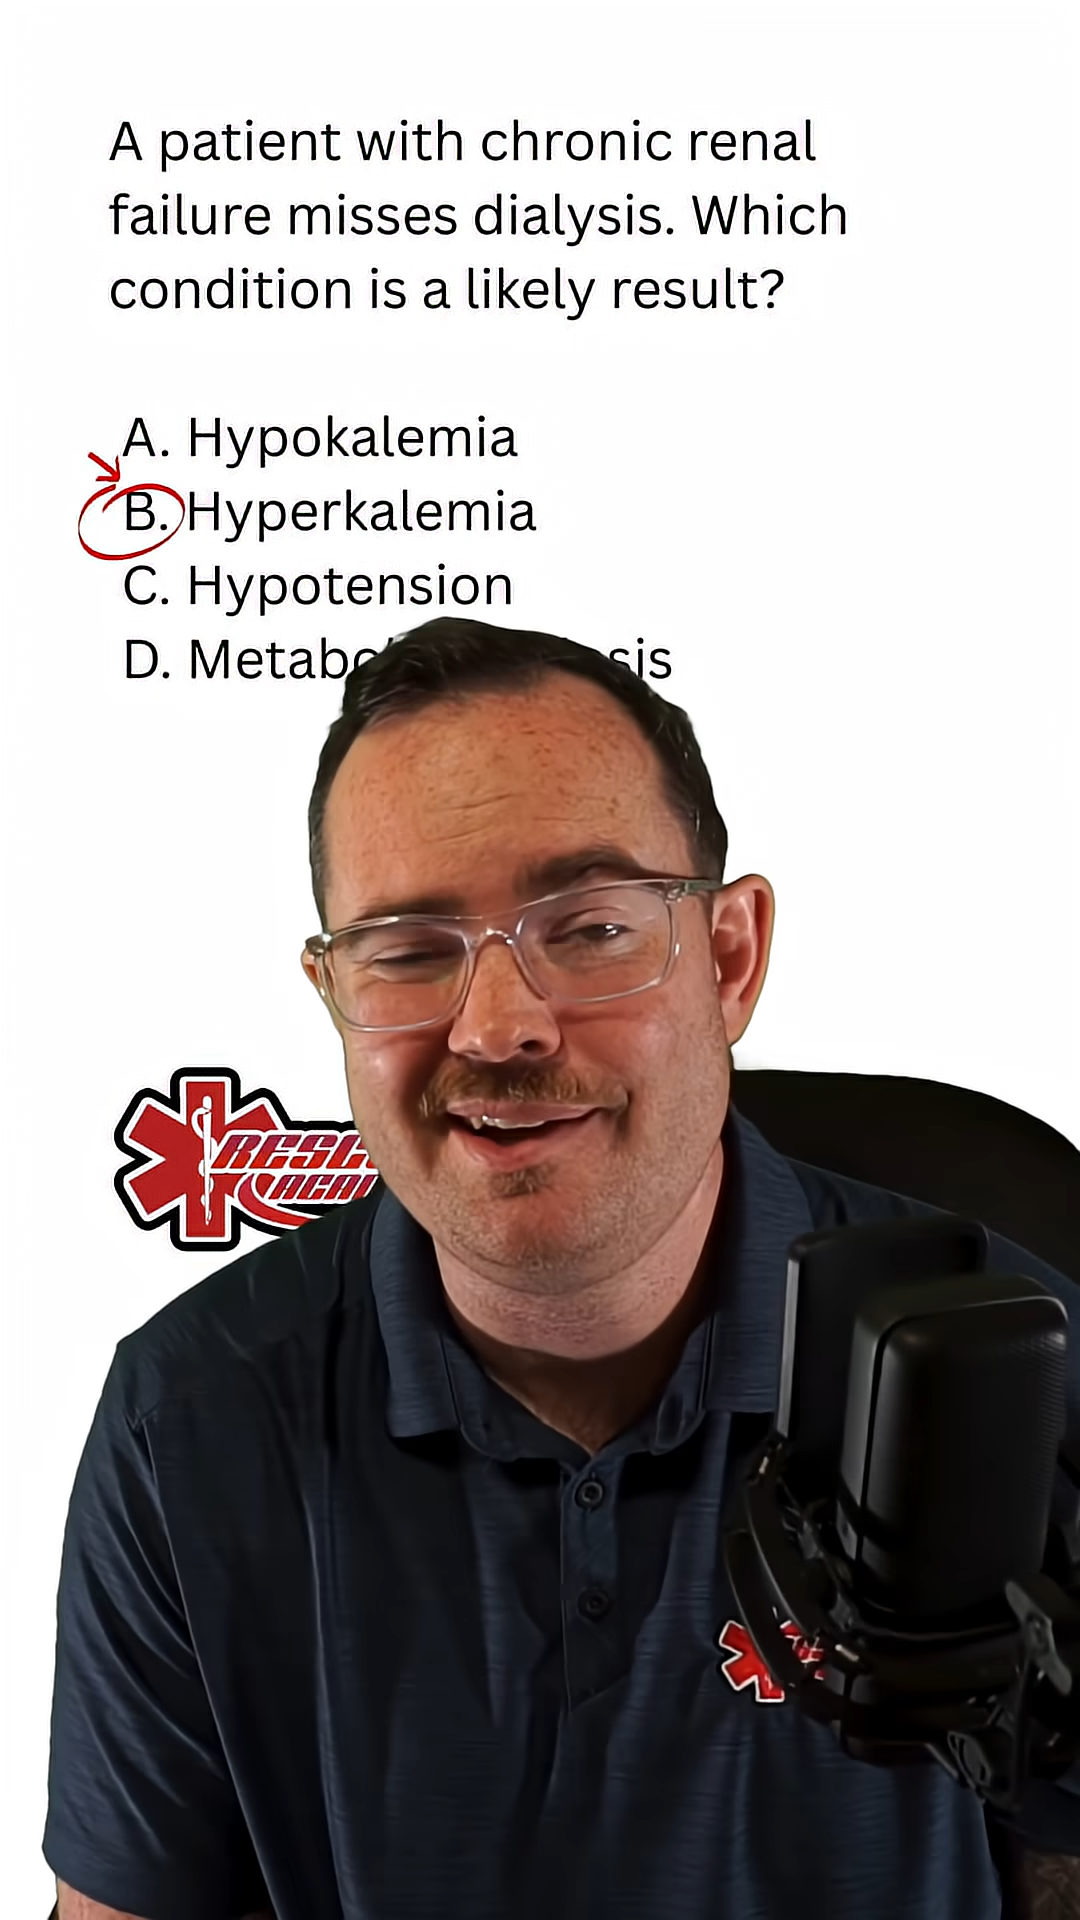 A patient with chronic renal
failure misses dialysis. Which
condition is a likely result?
A. Hypokalemia
B. Hyperkalemia
C. Hypotension
D.